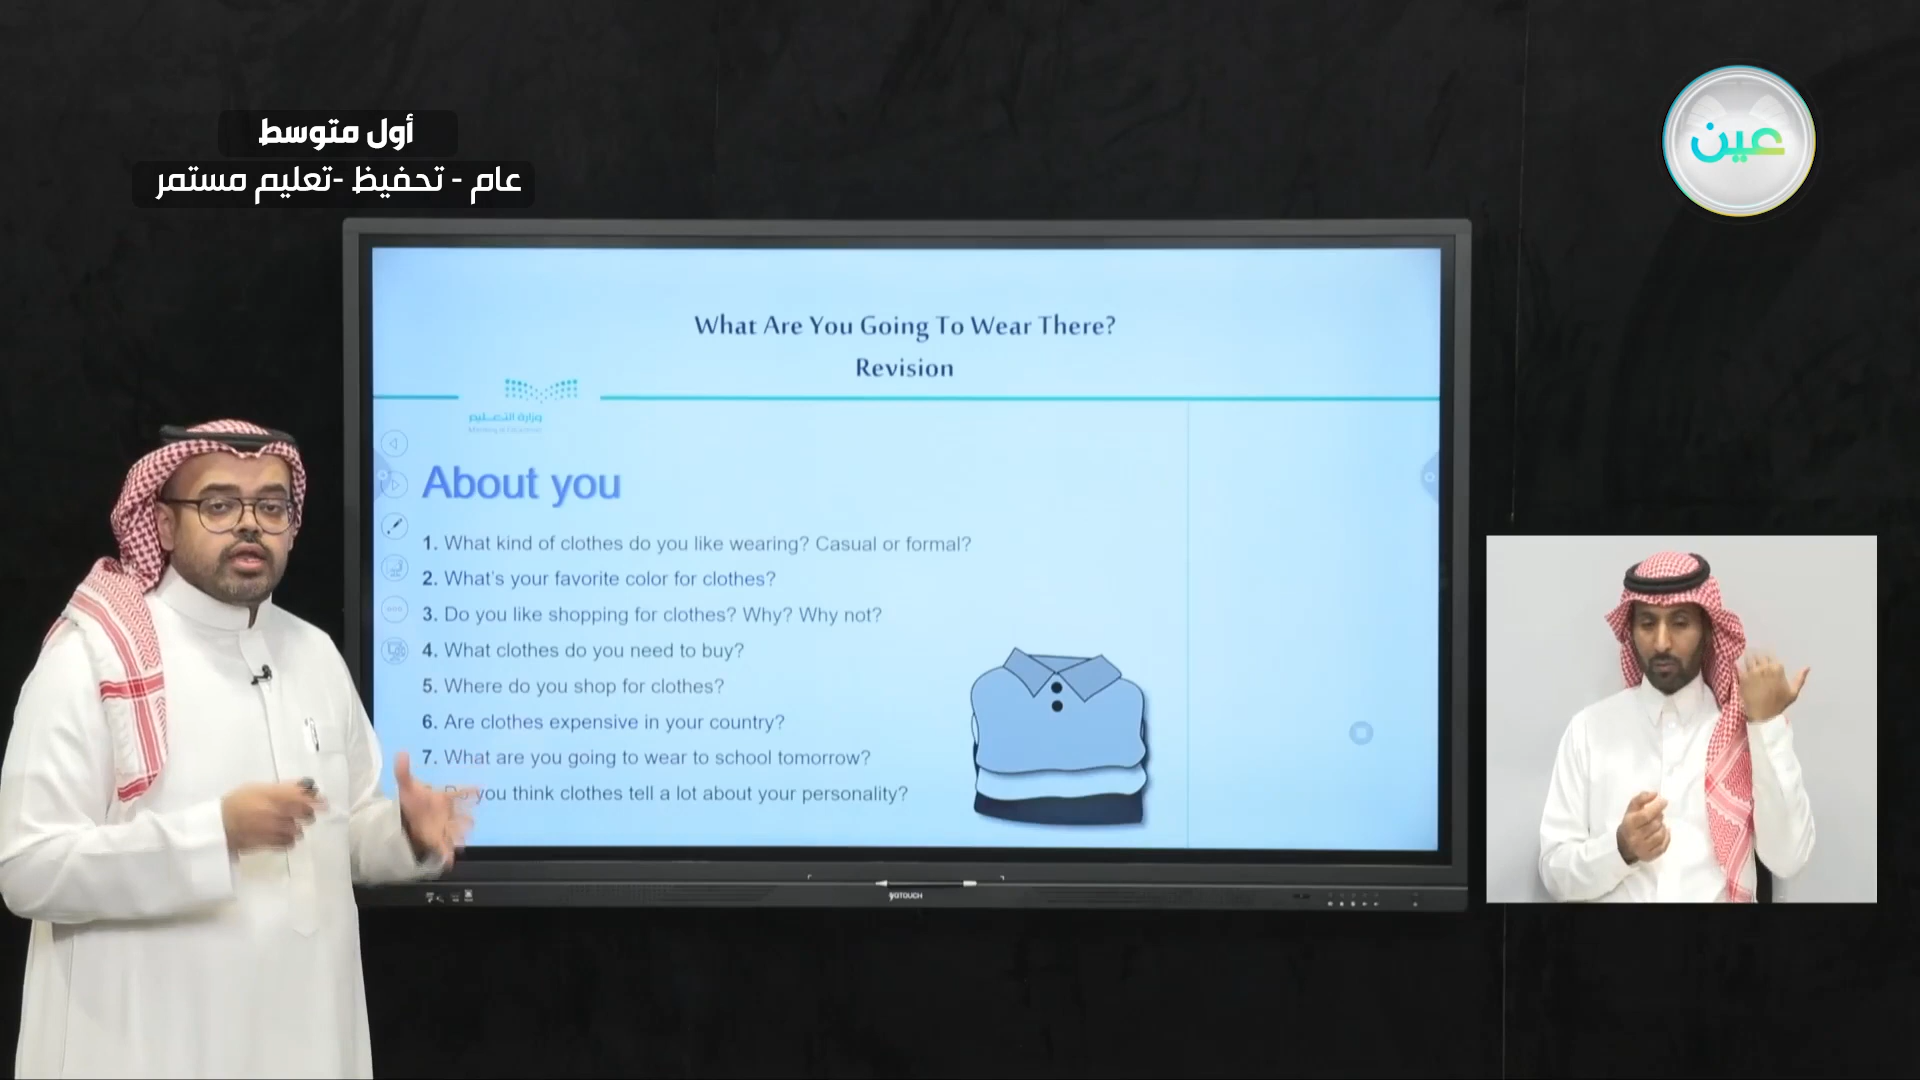 أول متوسط
عام - تحفيظ -تعليم مستمر
عين
What Are You Going To Wear There?
Revision
وزارة التعليم
Ministry of Education
About you
1. What kind of clothes do you like wearing? Casual or formal?
2. What's your favorite color for clothes?
3. Do you like shopping for clothes? Why? Why not?
4. What clothes do you need to buy?
5. Where do you shop for clothes?
6. Are clothes expensive in your country?
7. What are you going to wear to school tomorrow?
Do you think clothes tell a lot about your personality?